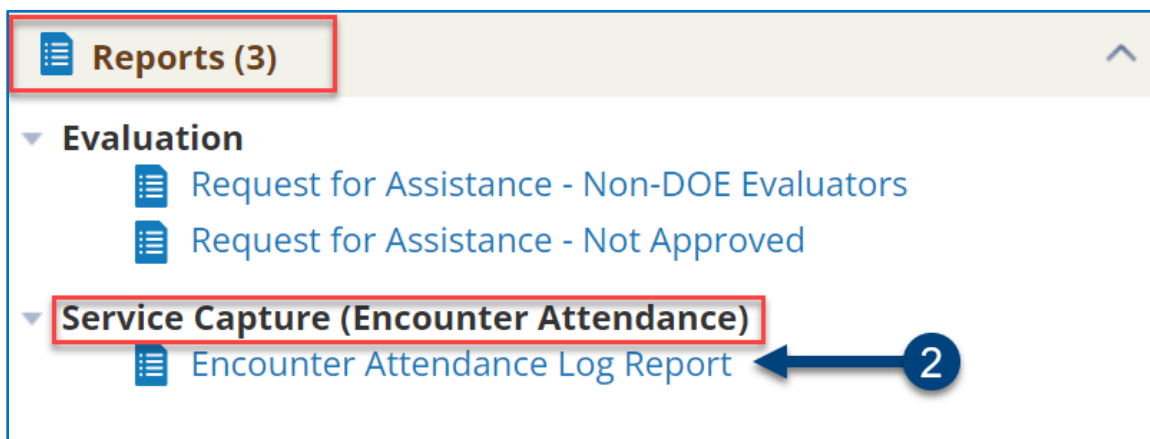 Reports (3)
Evaluation
Request for Assistance - Non-DOE Evaluators
Request for Assistance - Not Approved
Service Capture (Encounter Attendance)
Encounter Attendance Log Report 2